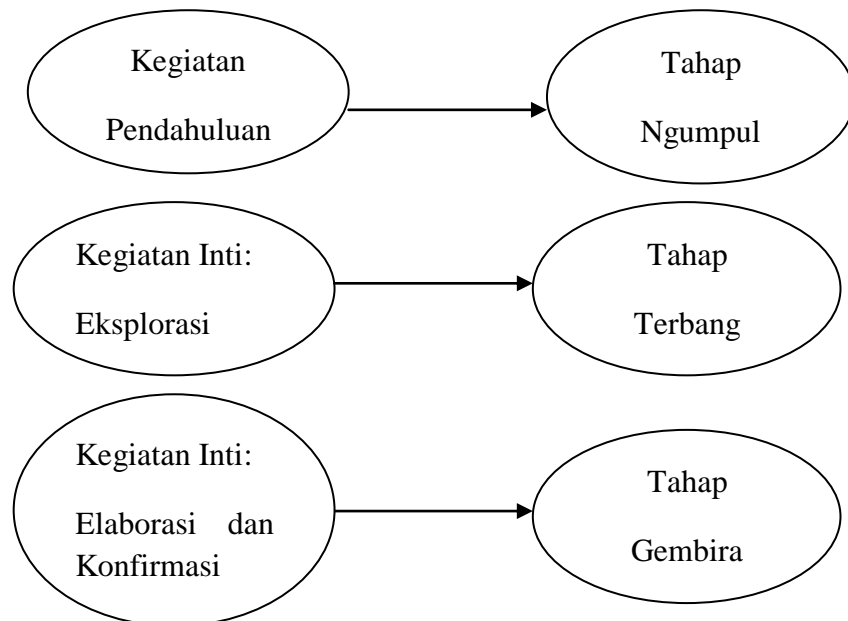 Kegiatan
Pendahuluan
Tahap
Ngumpul
Kegiatan Inti:
Eksplorasi
Tahap
Terbang
Kegiatan Inti:
Elaborasi dan
Konfirmasi
Tahap
Gembira